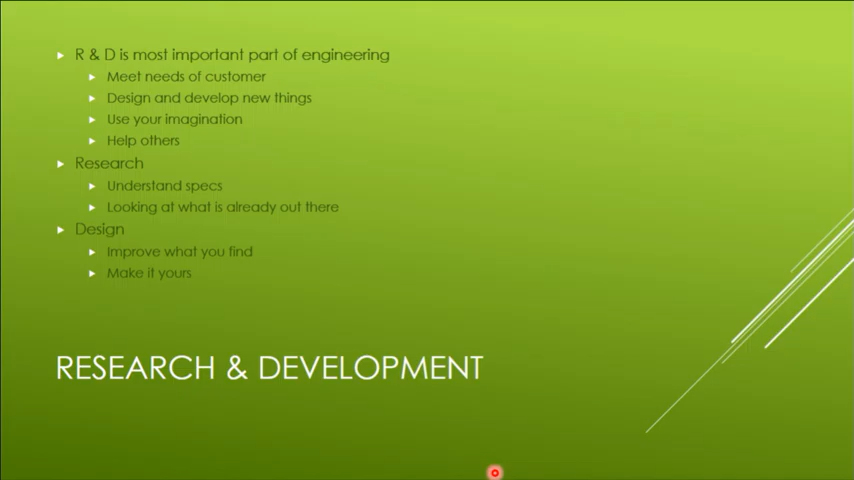 R & D is most important part of engineering
Meet needs of customer
Design and develop new things
Use your imagination
Help others
Research
Understand specs
Looking at what is already out there
Design
Improve what you find
Make it yours
RESEARCH & DEVELOPMENT